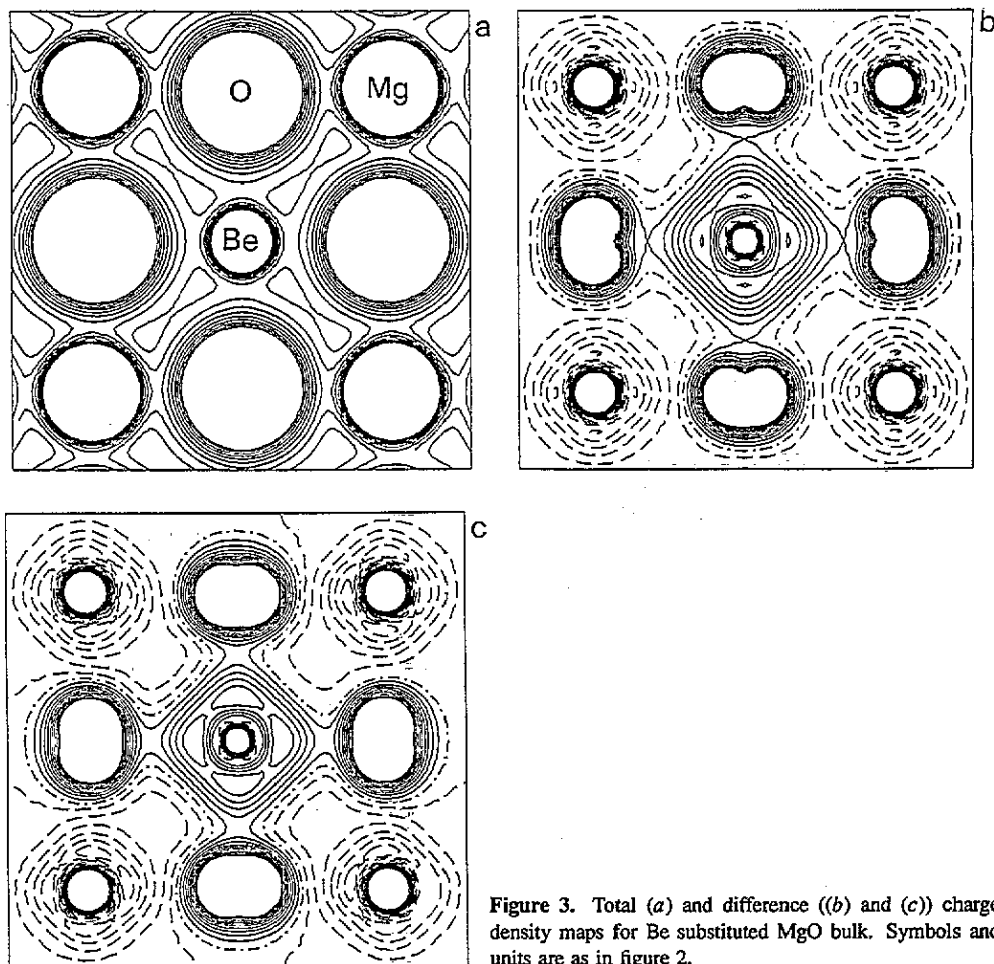 a
O
Mg
Be
b
c
Figure 3. Total (a) and difference ((b) and (c)) charge
density maps for Be substituted MgO bulk. Symbols and
units are as in figure 2.